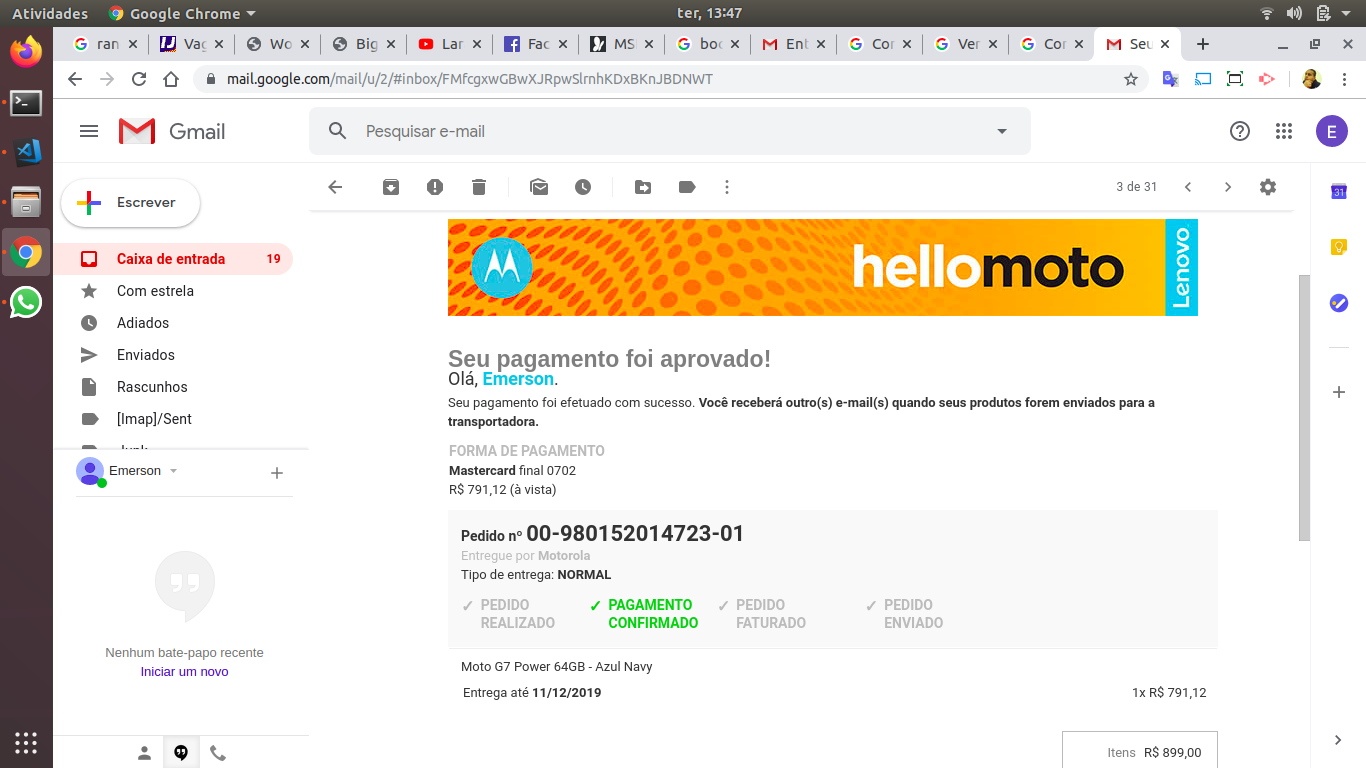 Atividades
Google Chrome
ter, 13:47
ran
Vag
Wo
Big
Lar
Fac
MS
boo
Ent
Cor
Ver
Cor
Seu
mail.google.com/mail/u/2/#inbox/FMfcgxwGBwXJRpwSlrnhKDxBKnJBDNWT
Gmail
Pesquisar e-mail
E
Escrever
3 de 31
31
Caixa de entrada 19
Com estrela
Adiados
Enviados
Rascunhos
[Imap]/Sent
Emerson
Nenhum bate-papo recente
Iniciar um novo
hellomoto
Lenovo
Seu pagamento foi aprovado!
Olá, Emerson.
Seu pagamento foi efetuado com sucesso. Você receberá outro(s) e-mail(s) quando seus produtos forem enviados para a
transportadora.
FORMA DE PAGAMENTO
Mastercard final 0702
R$ 791,12 (à vista)
Pedido nº 00-980152014723-01
Entregue por Motorola
Tipo de entrega: NORMAL
✓ PEDIDO
REALIZADO
✓ PAGAMENTO
CONFIRMADO
✓ PEDIDO
FATURADO
✓ PEDIDO
ENVIADO
Moto G7 Power 64GB - Azul Navy
Entrega até 11/12/2019
1x R$ 791,12
Itens R$ 899,00